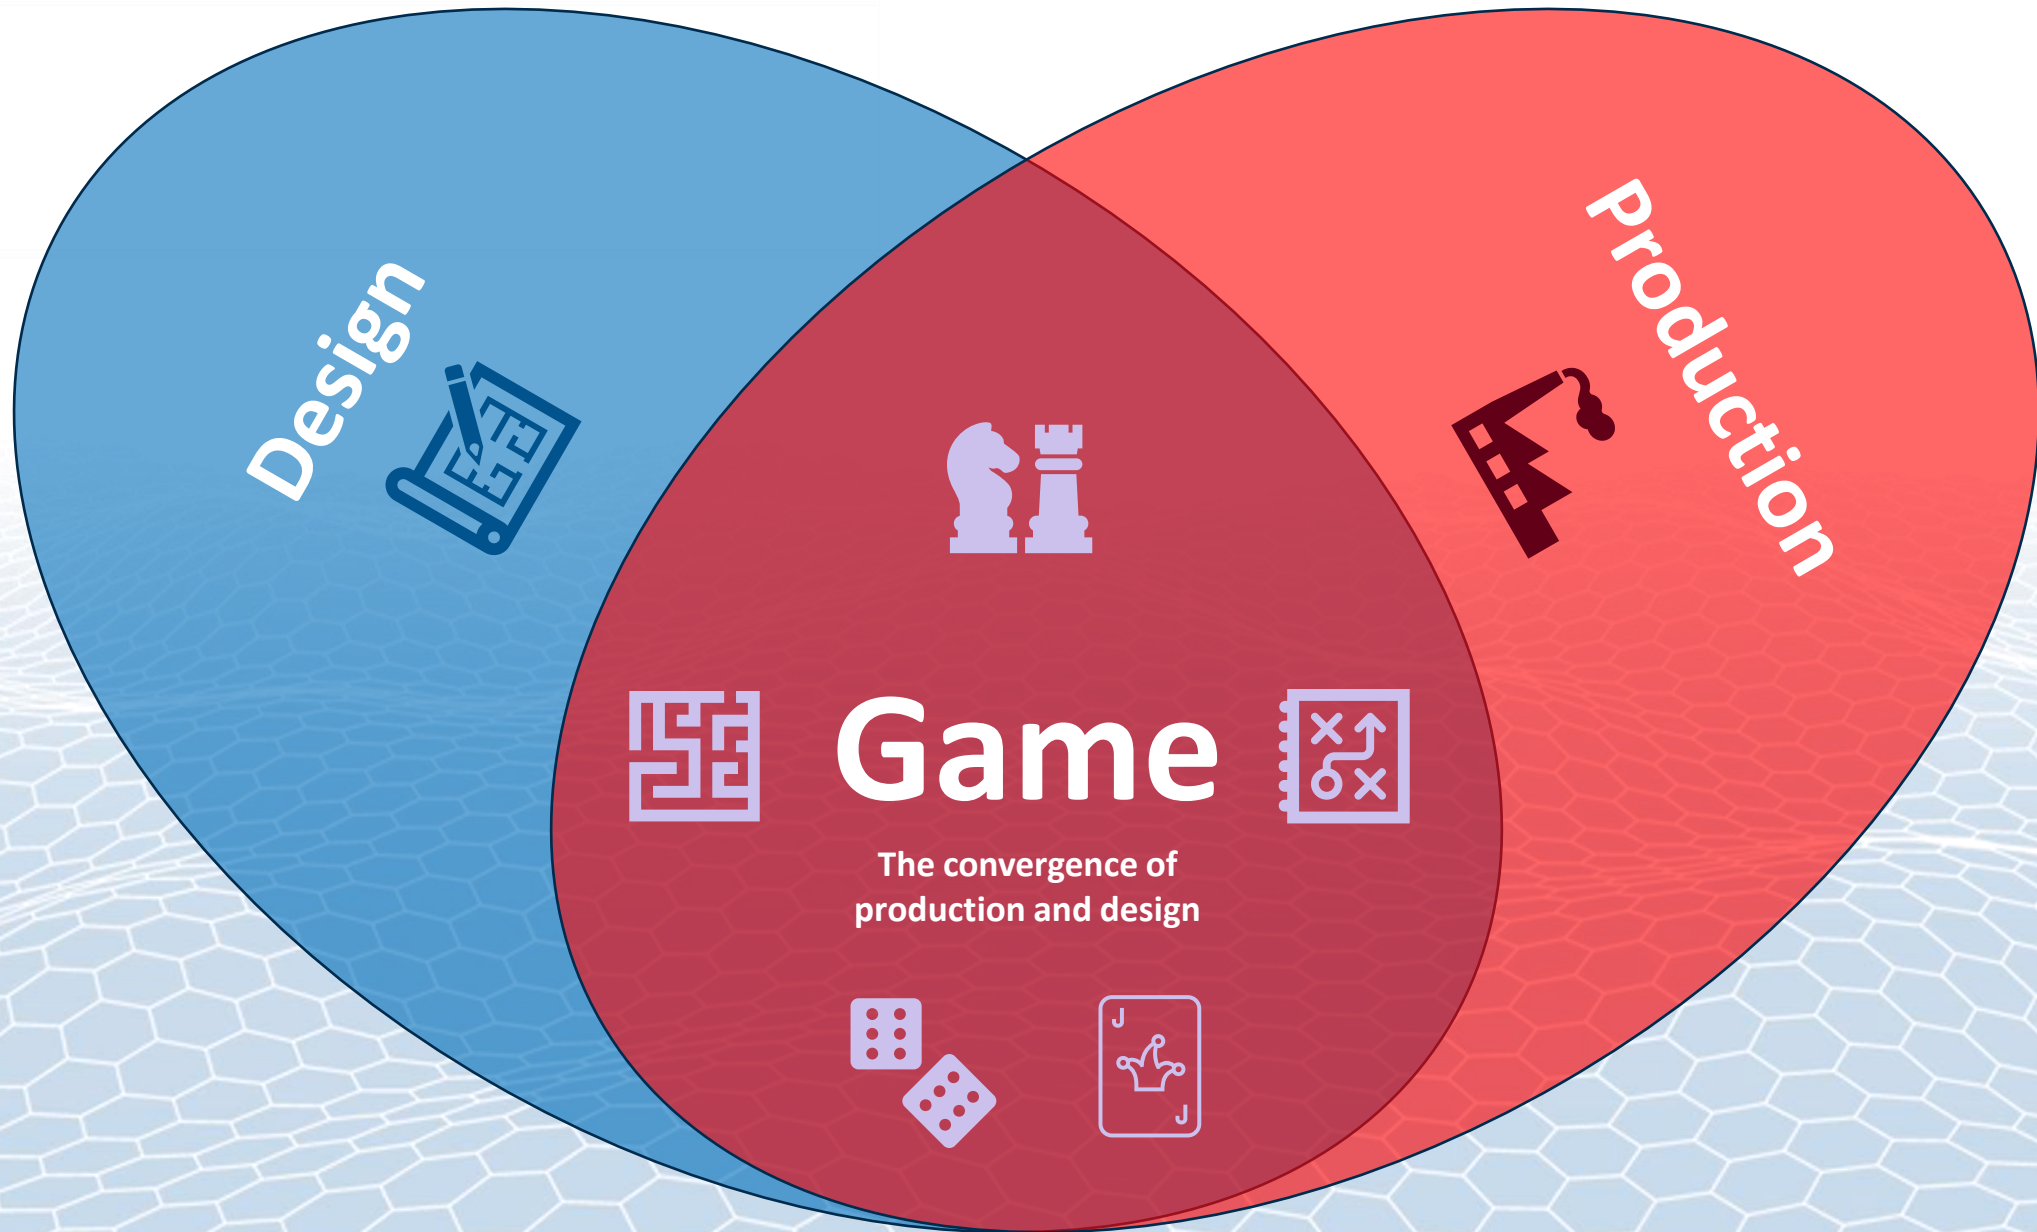 Design
Production
Game
The convergence of
production and design
J
J